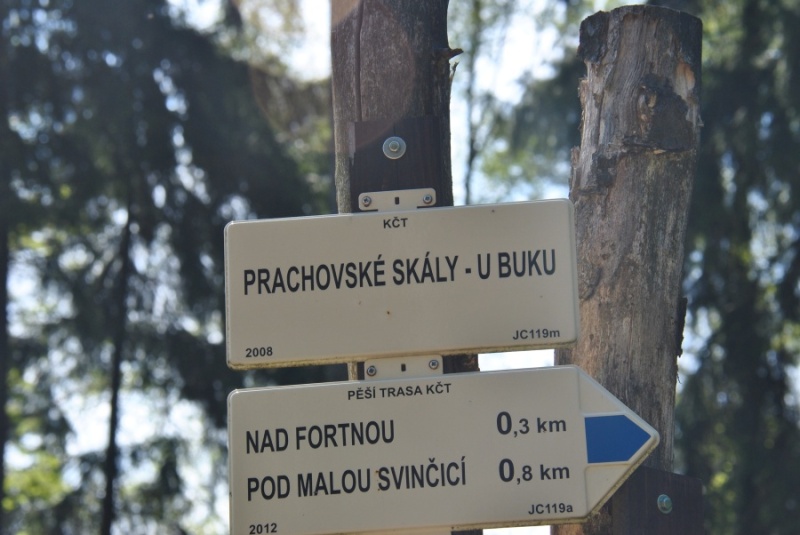 KČT
PRACHOVSKÉ SKÁLY - U BUKU
2008 JC119m
PĚŠÍ TRASA KČT
NAD FORTNOU 0,3 km
POD MALOU SVINČICÍ 0,8 km
2012 JC119a